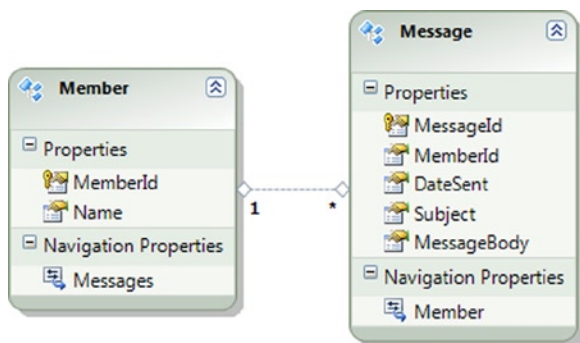 Member
Properties
MemberId
Name
Navigation Properties
Messages
1
*
Message
Properties
MessageId
MemberId
DateSent
Subject
MessageBody
Navigation Properties
Member